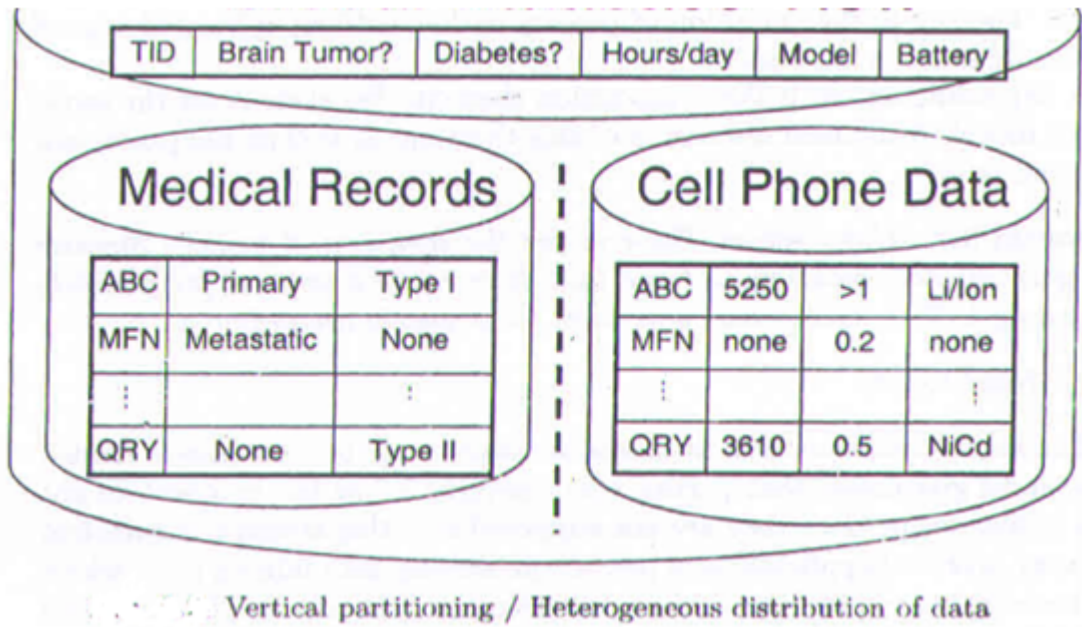 TID Brain Tumor? Diabetes? Hours/day Model Battery
Medical Records
ABC Primary Type I
MFN Metastatic None
⋮ ⋮
QRY None Type II
Cell Phone Data
ABC 5250 >1 Li/Ion
MFN none 0.2 none
⋮ ⋮
QRY 3610 0.5 NiCd
Vertical partitioning / Heterogeneous distribution of data